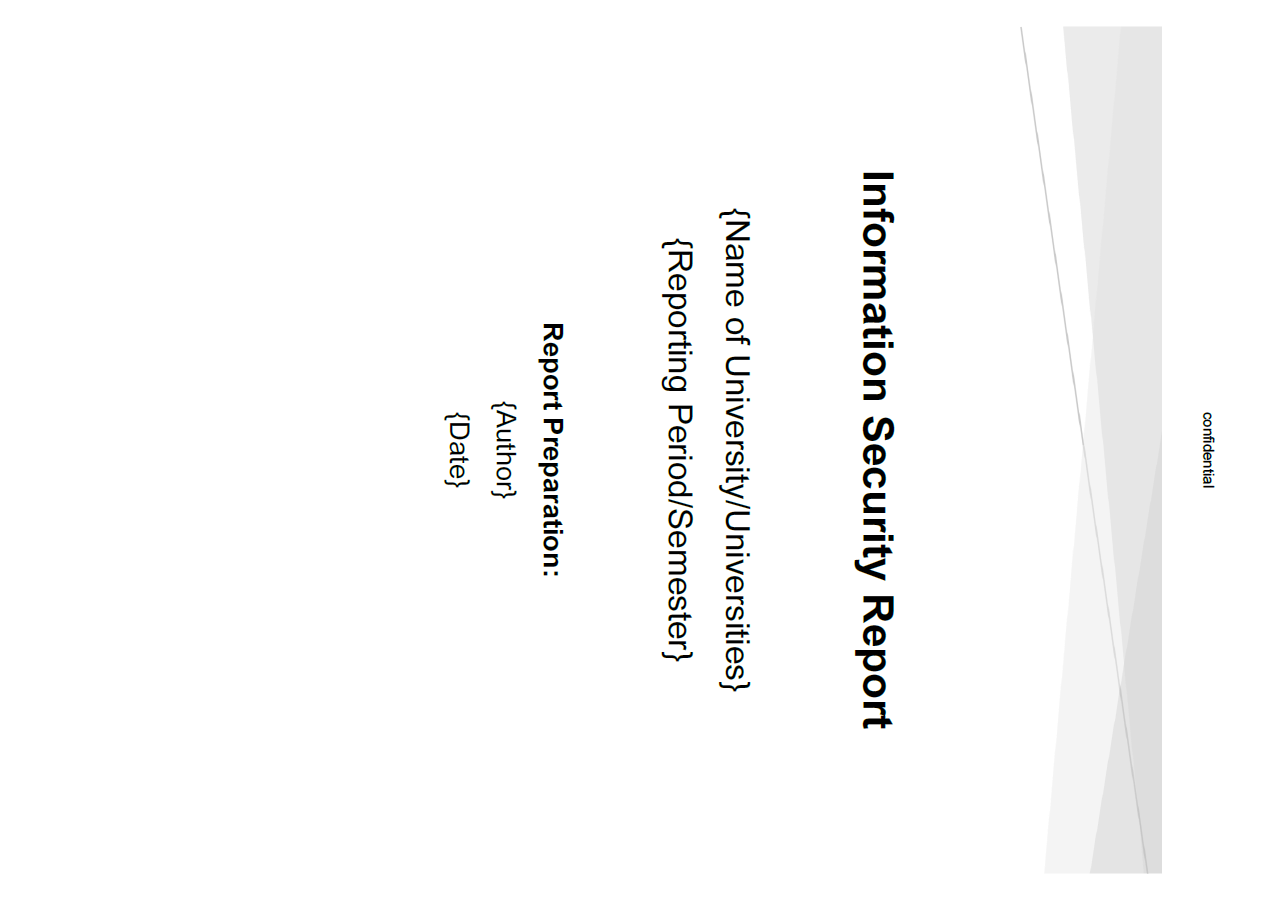 confidential
Information Security Report
{Name of University/Universities}
{Reporting Period/Semester}
Report Preparation:
{Author}
{Date}